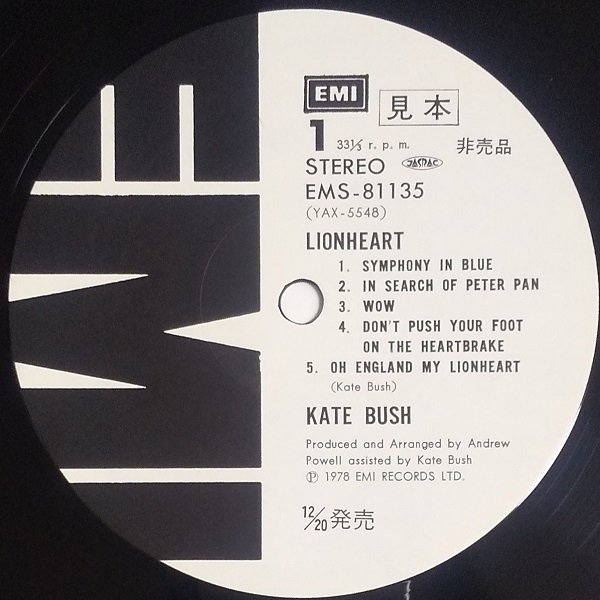 EMI
見本
1 33⅓ r. p. m. 非売品
STEREO JASRAC
EMS-81135
(YAX-5548)
LIONHEART
1. SYMPHONY IN BLUE
2. IN SEARCH OF PETER PAN
3. WOW
4. DON'T PUSH YOUR FOOT
ON THE HEARTBRAKE
5. OH ENGLAND MY LIONHEART
(Kate Bush)
KATE BUSH
Produced and Arranged by Andrew
Powell assisted by Kate Bush
Ⓟ 1978 EMI RECORDS LTD.
12/20発売
EMI